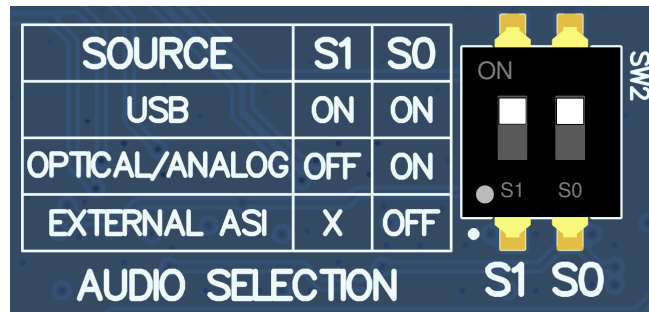 SOURCE S1 S0
USB ON ON
OPTICAL/ANALOG OFF ON
EXTERNAL ASI X OFF
AUDIO SELECTION
ON
S1 S0
SW2
S1 S0